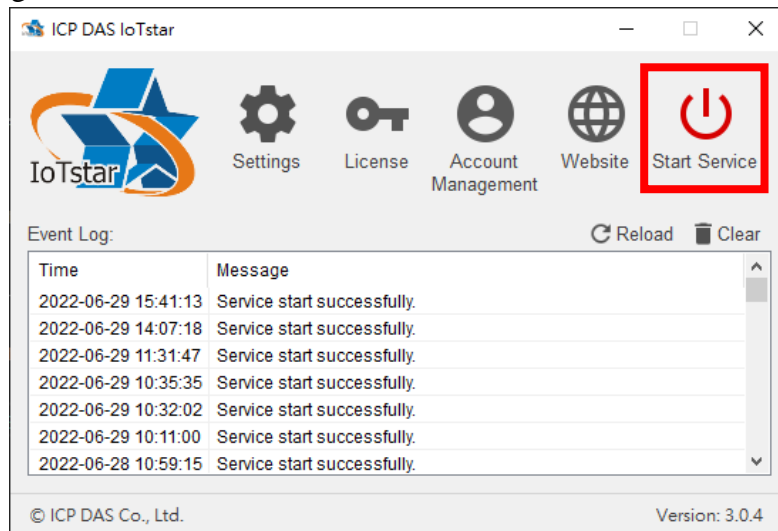 ICP DAS IoTstar
IoTstar
Settings
License
Account
Management
Website
Start Service
Event Log:
Reload
Clear
Time Message
2022-06-29 15:41:13 Service start successfully.
2022-06-29 14:07:18 Service start successfully.
2022-06-29 11:31:47 Service start successfully.
2022-06-29 10:35:35 Service start successfully.
2022-06-29 10:32:02 Service start successfully.
2022-06-29 10:11:00 Service start successfully.
2022-06-28 10:59:15 Service start successfully.
© ICP DAS Co., Ltd.
Version: 3.0.4